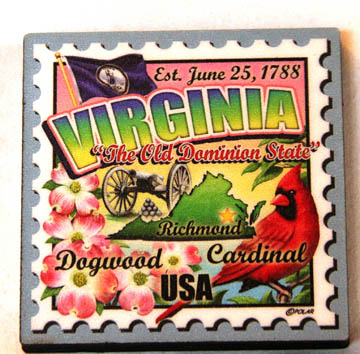 Est. June 25, 1788
VIRGINIA
"The Old Dominion State"
Richmond
Dogwood Cardinal
USA
©POLAR